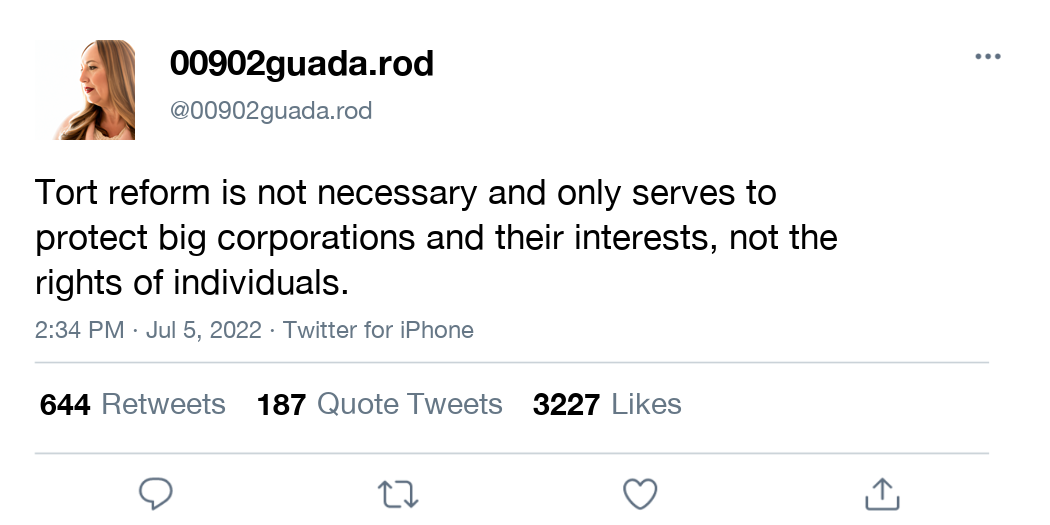 00902guada.rod
@00902guada.rod
Tort reform is not necessary and only serves to
protect big corporations and their interests, not the
rights of individuals.
2:34 PM · Jul 5, 2022 · Twitter for iPhone
644 Retweets 187 Quote Tweets 3227 Likes